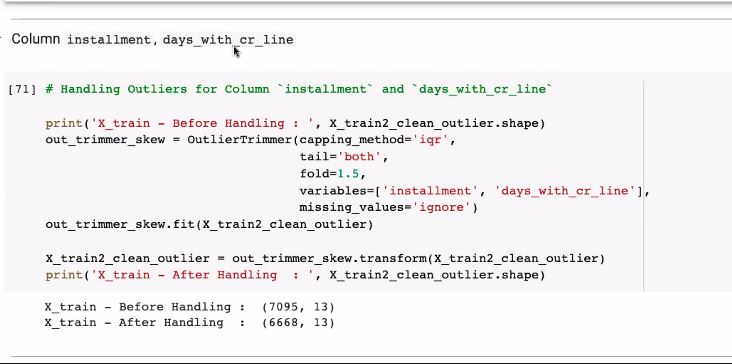 Column installment, days_with_cr_line
[71] # Handling Outliers for Column `installment` and `days_with_cr_line`
print('X_train - Before Handling : ', X_train2_clean_outlier.shape)
out_trimmer_skew = OutlierTrimmer(capping_method='iqr',
tail='both',
fold=1.5,
variables=['installment', 'days_with_cr_line'],
missing_values='ignore')
out_trimmer_skew.fit(X_train2_clean_outlier)
X_train2_clean_outlier = out_trimmer_skew.transform(X_train2_clean_outlier)
print('X_train - After Handling  : ', X_train2_clean_outlier.shape)
X_train - Before Handling :  (7095, 13)
X_train - After Handling  :  (6668, 13)